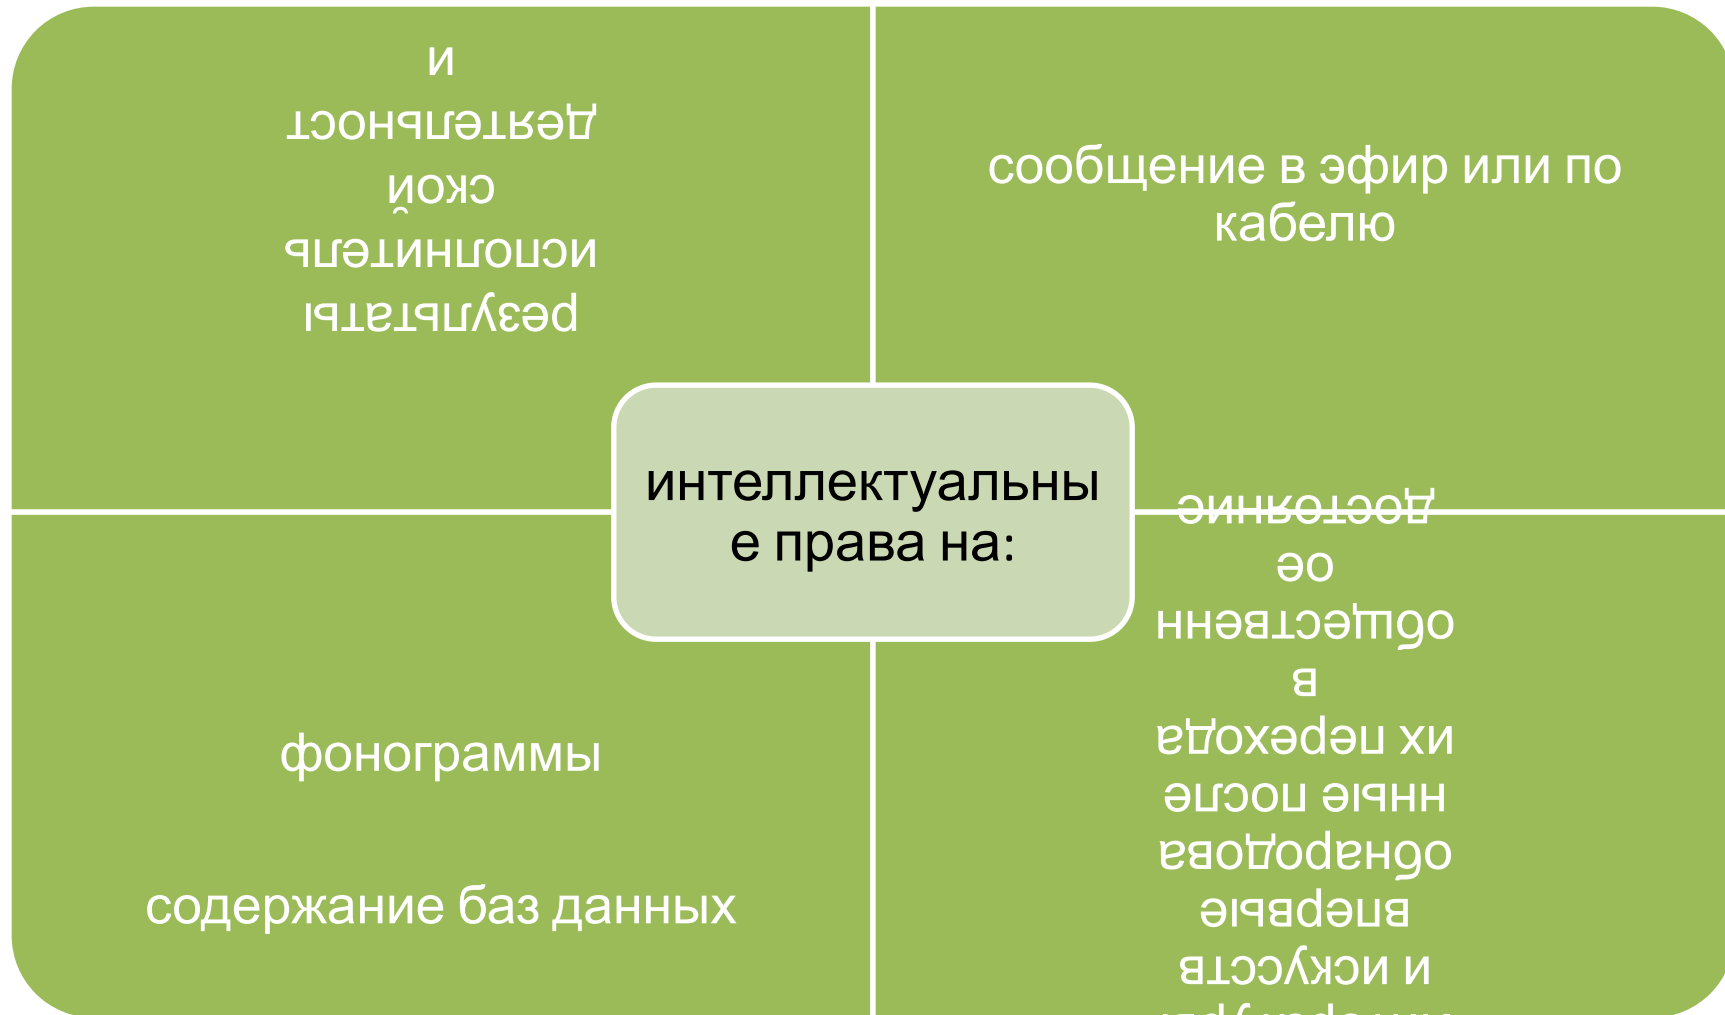 результаты
исполнитель
ской
деятельност
и
сообщение в эфир или по
кабелю
интеллектуальны
е права на:
фонограммы
содержание баз данных
и искусств
впервые
обнародова
нные после
их перехода
в
общественн
ое
достояние